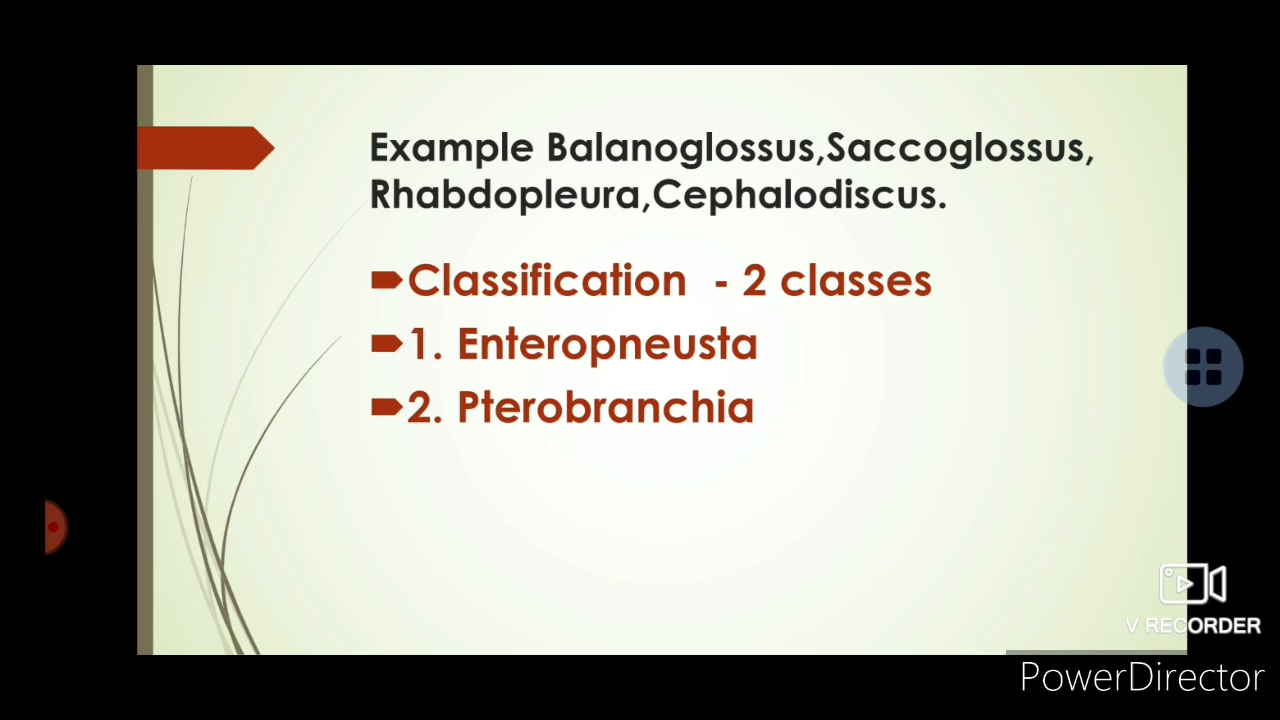 Example Balanoglossus,Saccoglossus,
Rhabdopleura,Cephalodiscus.
Classification - 2 classes
1. Enteropneusta
2. Pterobranchia
V RECORDER
PowerDirector